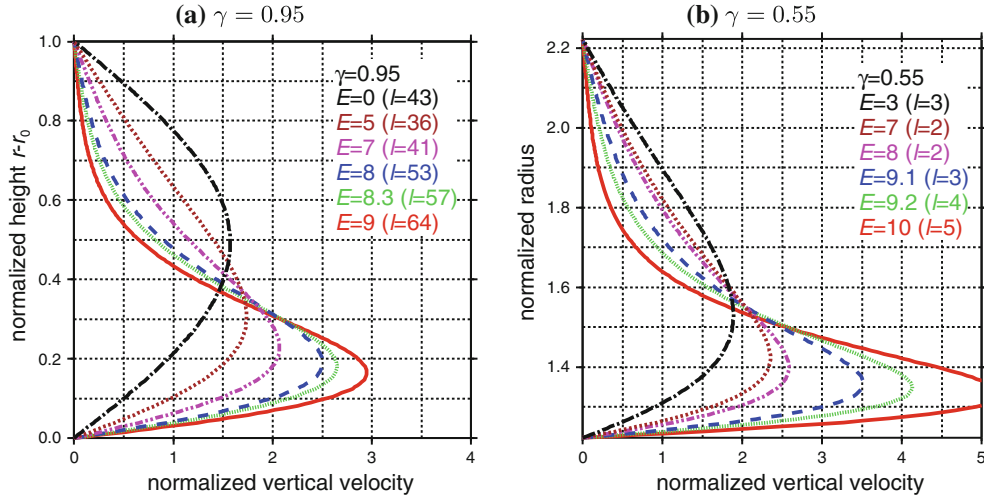 (a) γ = 0.95
1.0
0.8
0.6
0.4
0.2
0.0
normalized height r-r0
0 1 2 3 4
normalized vertical velocity
γ=0.95
E=0 (l=43)
E=5 (l=36)
E=7 (l=41)
E=8 (l=53)
E=8.3 (l=57)
E=9 (l=64)
(b) γ = 0.55
2.2
2.0
1.8
1.6
1.4
normalized radius
0 1 2 3 4 5
normalized vertical velocity
γ=0.55
E=3 (l=3)
E=7 (l=2)
E=8 (l=2)
E=9.1 (l=3)
E=9.2 (l=4)
E=10 (l=5)